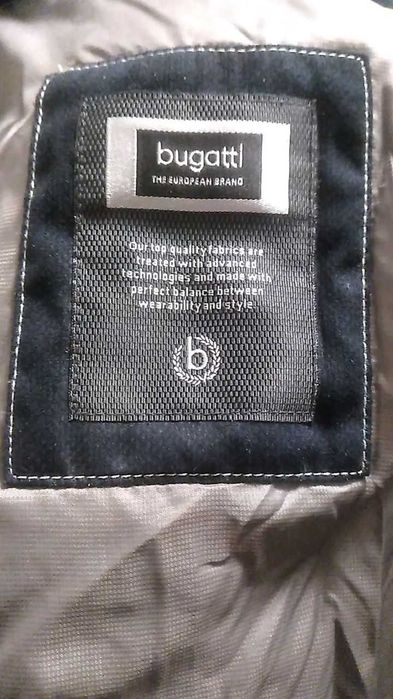 bugatti
THE EUROPEAN BRAND
Our top quality fabrics are
treated with advanced
technologies and made with
perfect balance between
wearability and style.
b